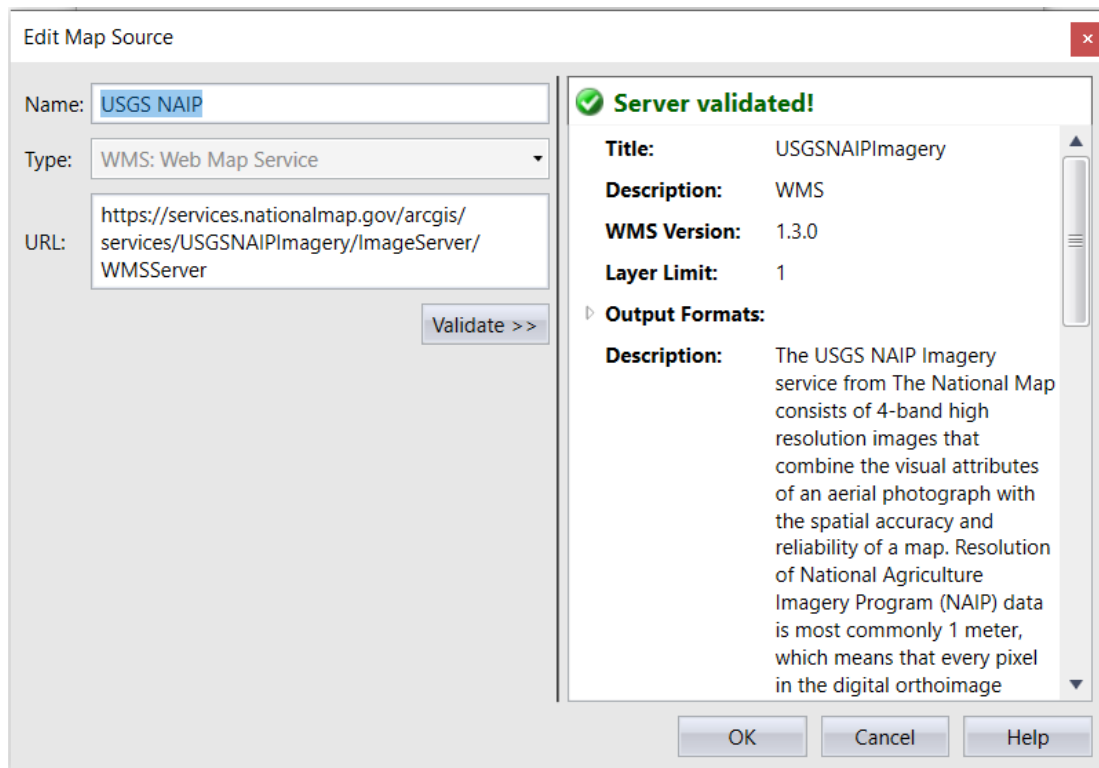 Edit Map Source
Name: USGS NAIP
Type: WMS: Web Map Service
URL: https://services.nationalmap.gov/arcgis/
services/USGSNAIPImagery/ImageServer/
WMSServer
Validate >>
Server validated!
Title: USGSNAIPImagery
Description: WMS
WMS Version: 1.3.0
Layer Limit: 1
Output Formats:
Description: The USGS NAIP Imagery
service from The National Map
consists of 4-band high
resolution images that
combine the visual attributes
of an aerial photograph with
the spatial accuracy and
reliability of a map. Resolution
of National Agriculture
Imagery Program (NAIP) data
is most commonly 1 meter,
which means that every pixel
in the digital orthoimage
OK Cancel Help